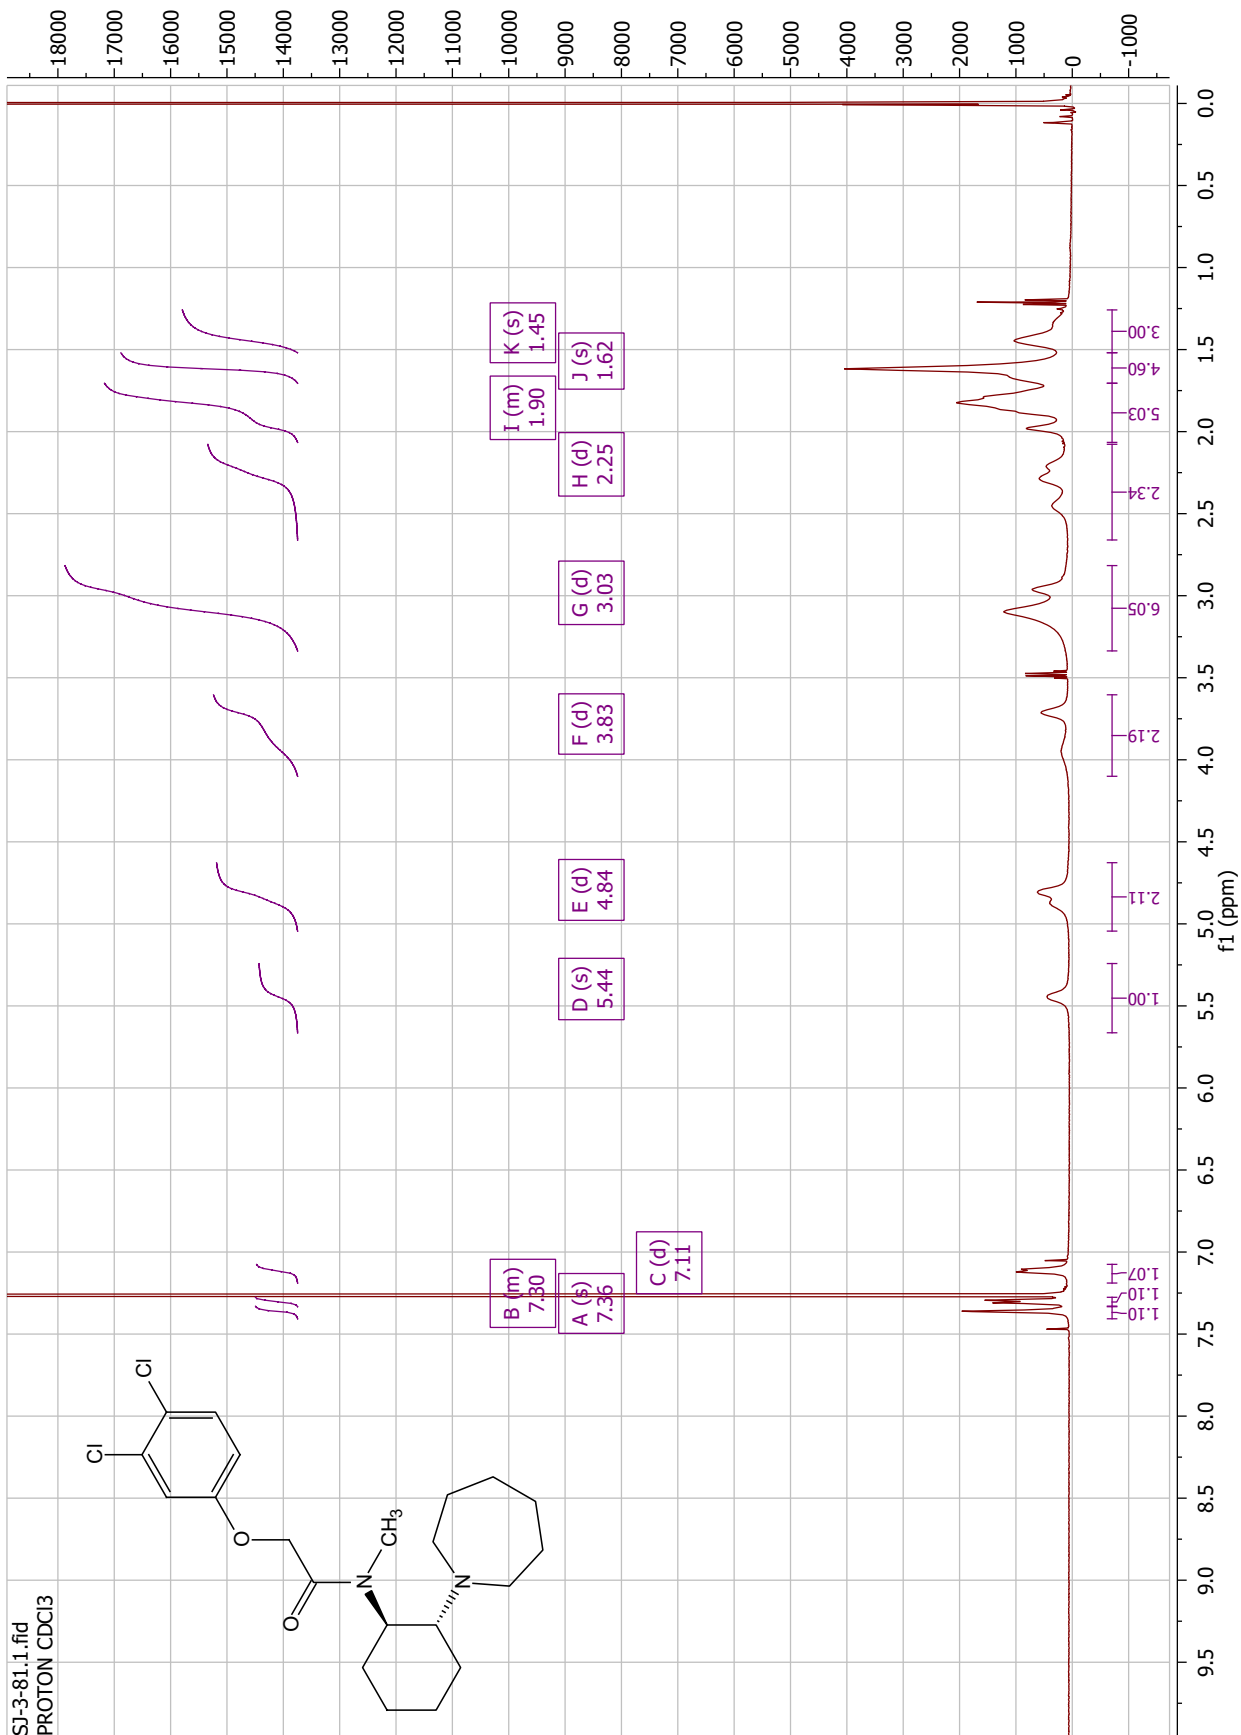 SJ-3-81.1.fid
PROTON CDCl3
Cl
Cl
O
O
N
CH3
N
B (m)
7.30
A (s)
7.36
C (d)
7.11
D (s)
5.44
E (d)
4.84
F (d)
3.83
G (d)
3.03
H (d)
2.25
I (m)
1.90
J (s)
1.62
K (s)
1.45
1.10
1.10
1.07
1.00
2.11
2.19
6.05
2.34
5.03
4.60
3.00
9.5
9.0
8.5
8.0
7.5
7.0
6.5
6.0
5.5
5.0
4.5
4.0
3.5
3.0
2.5
2.0
1.5
1.0
0.5
0.0
f1 (ppm)
18000
17000
16000
15000
14000
13000
12000
11000
10000
9000
8000
7000
6000
5000
4000
3000
2000
1000
0
-1000